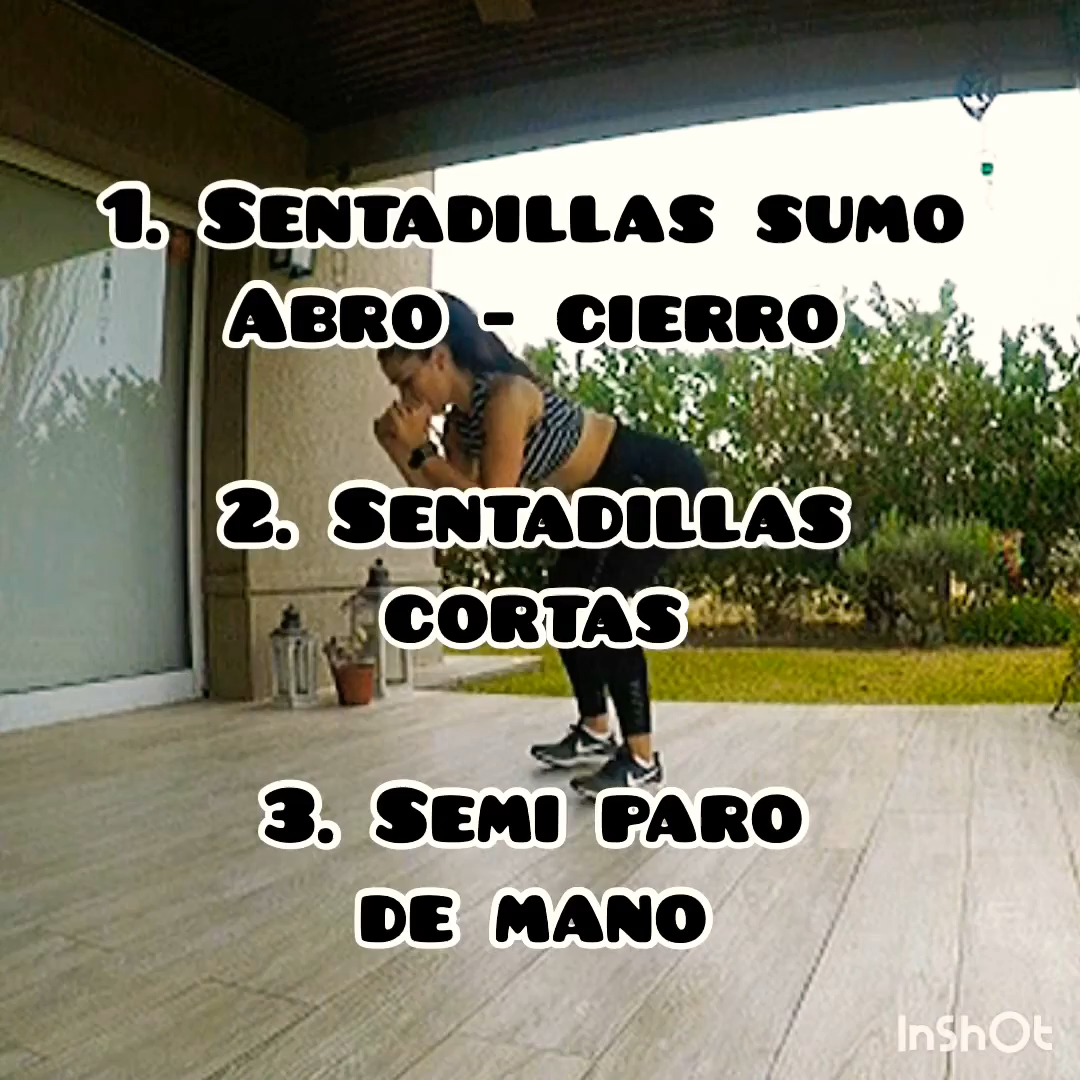 1. Sentadillas sumo
Abro - cierro
2. Sentadillas
cortas
3. Semi paro
de mano
InShOt